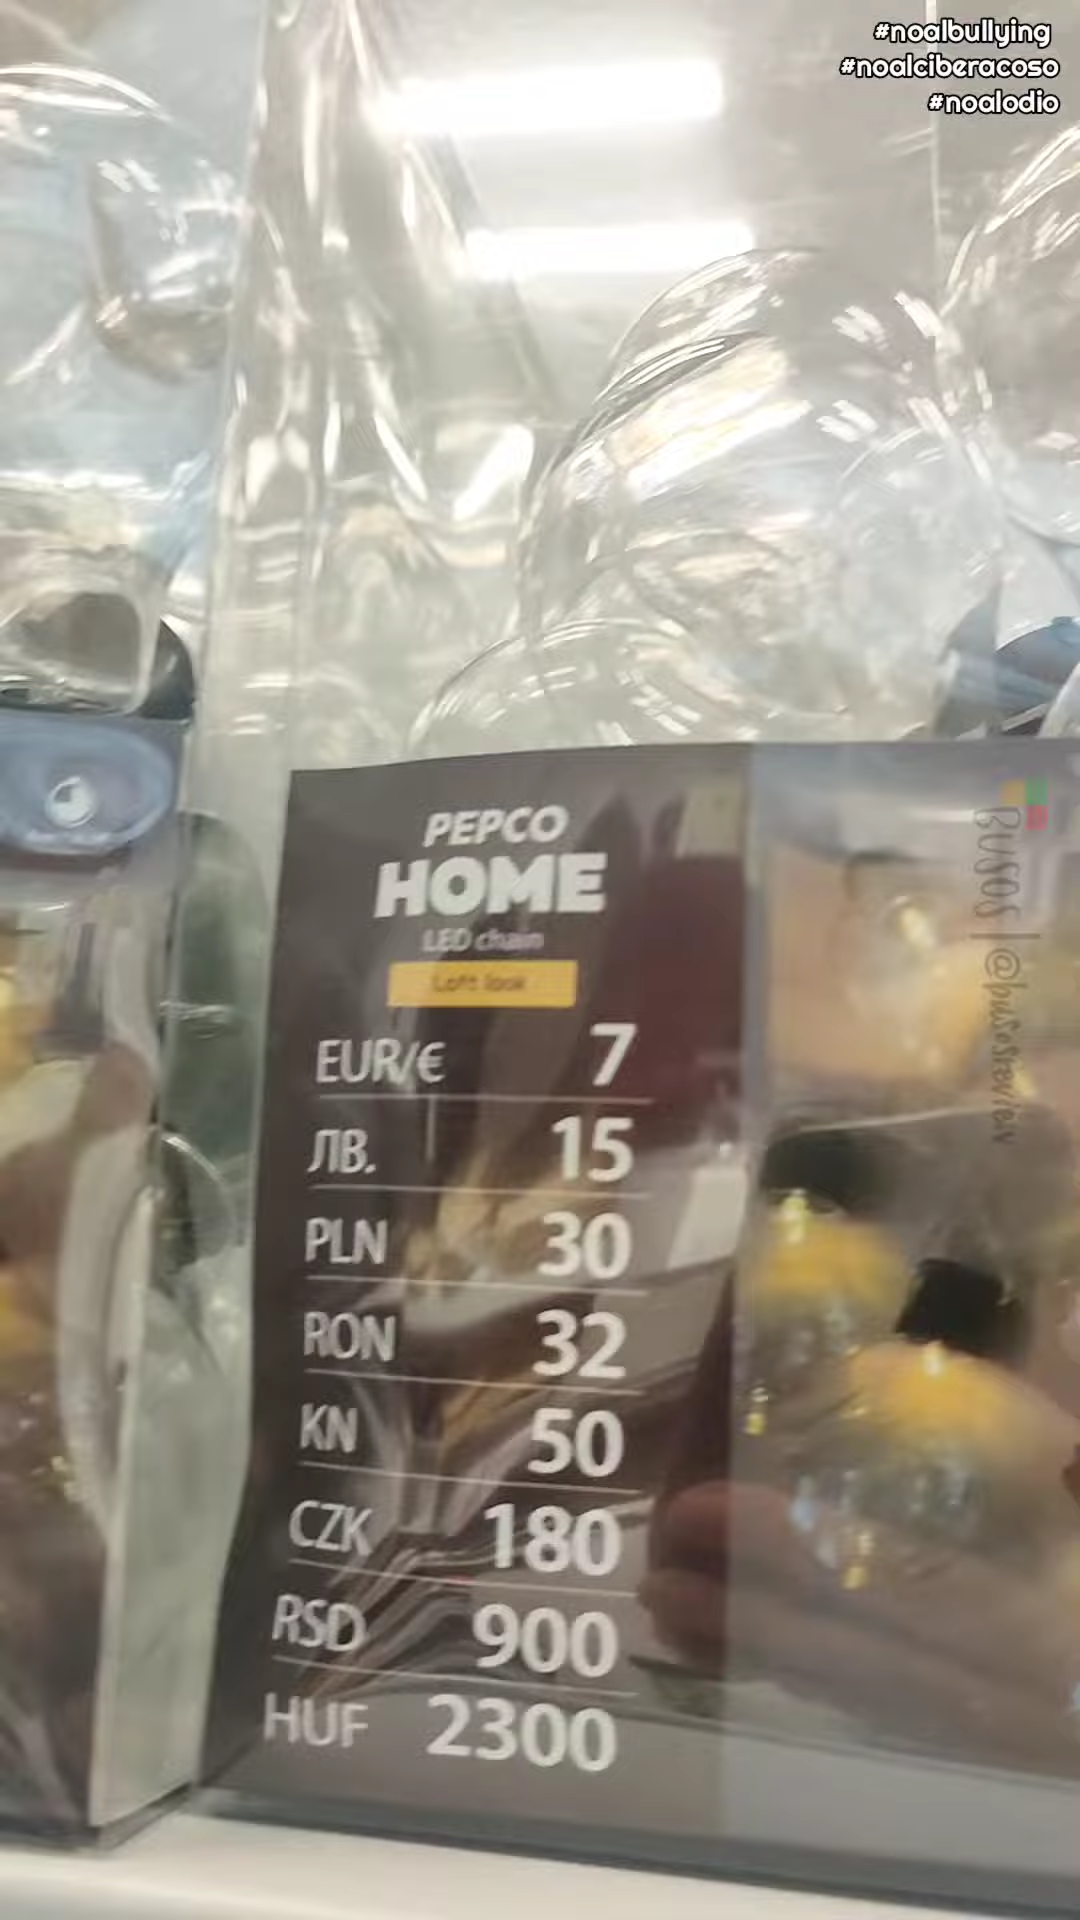 #noalbullying
#noalciberacoso
#noalodio
PEPCO
HOME
LED chain
Loft look
EUR/€ 7
ЛВ. 15
PLN 30
RON 32
KN 50
CZK 180
RSD 900
HUF 2300